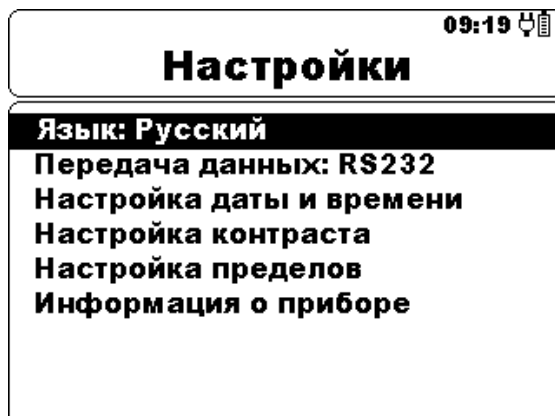 09:19
Настройки
Язык: Русский
Передача данных: RS232
Настройка даты и времени
Настройка контраста
Настройка пределов
Информация о приборе